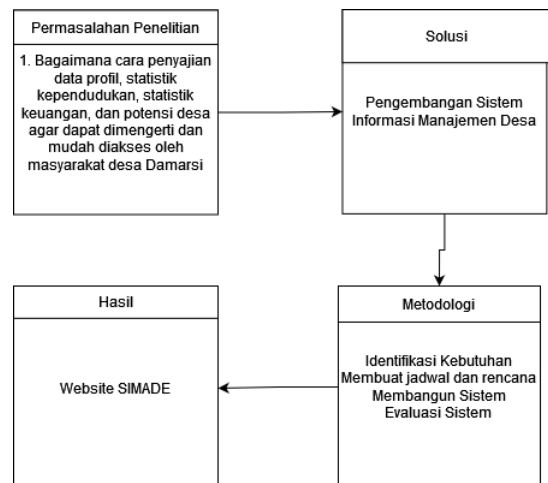 Permasalahan Penelitian
1. Bagaimana cara penyajian
data profil, statistik
kependudukan, statistik
keuangan, dan potensi desa
agar dapat dimengerti dan
mudah diakses oleh
masyarakat desa Damarsi
Solusi
Pengembangan Sistem
Informasi Manajemen Desa
Metodologi
Identifikasi Kebutuhan
Membuat jadwal dan rencana
Membangun Sistem
Evaluasi Sistem
Hasil
Website SIMADE